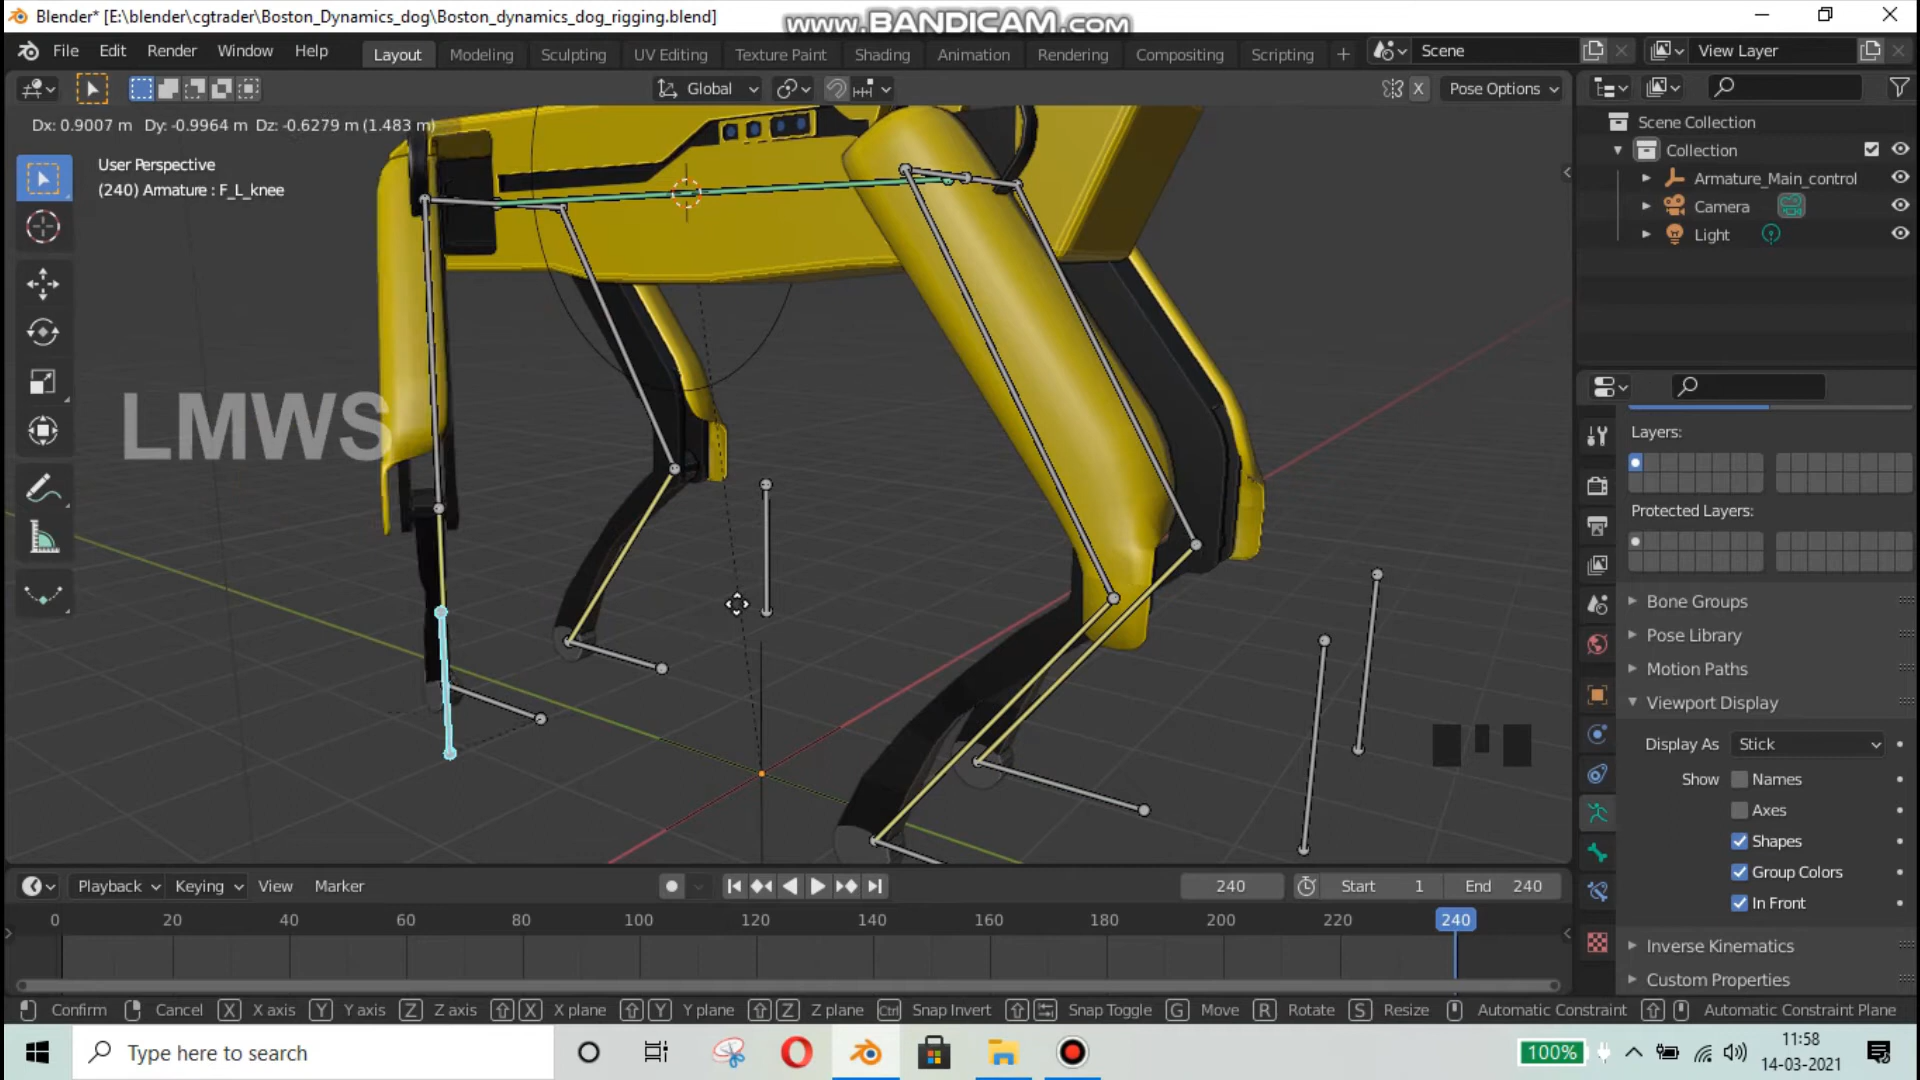 Blender* [E:\blender\cgtrader\Boston_Dynamics_dog\Boston_dynamics_dog_rigging.blend]
www.BANDICAM.com
File Edit Render Window Help
Layout Modeling Sculpting UV Editing Texture Paint Shading Animation Rendering Compositing Scripting +
Scene
View Layer
Global
X
Pose Options
Dx: 0.9007 m Dy: -0.9964 m Dz: -0.6279 m (1.483 m)
User Perspective
(240) Armature : F_L_knee
LMWS
Scene Collection
Collection
Armature_Main_control
Camera
Light
Layers:
Protected Layers:
Bone Groups
Pose Library
Motion Paths
Viewport Display
Display As Stick
Show Names
Axes
Shapes
Group Colors
In Front
Inverse Kinematics
Custom Properties
Playback Keying View Marker
240
Start 1
End 240
0 20 40 60 80 100 120 140 160 180 200 220 240
Confirm Cancel X X axis Y Y axis Z Z axis X X plane Y Y plane Z Z plane Ctrl Snap Invert Snap Toggle G Move R Rotate S Resize Automatic Constraint Automatic Constraint Plane
Type here to search
100%
11:58
14-03-2021